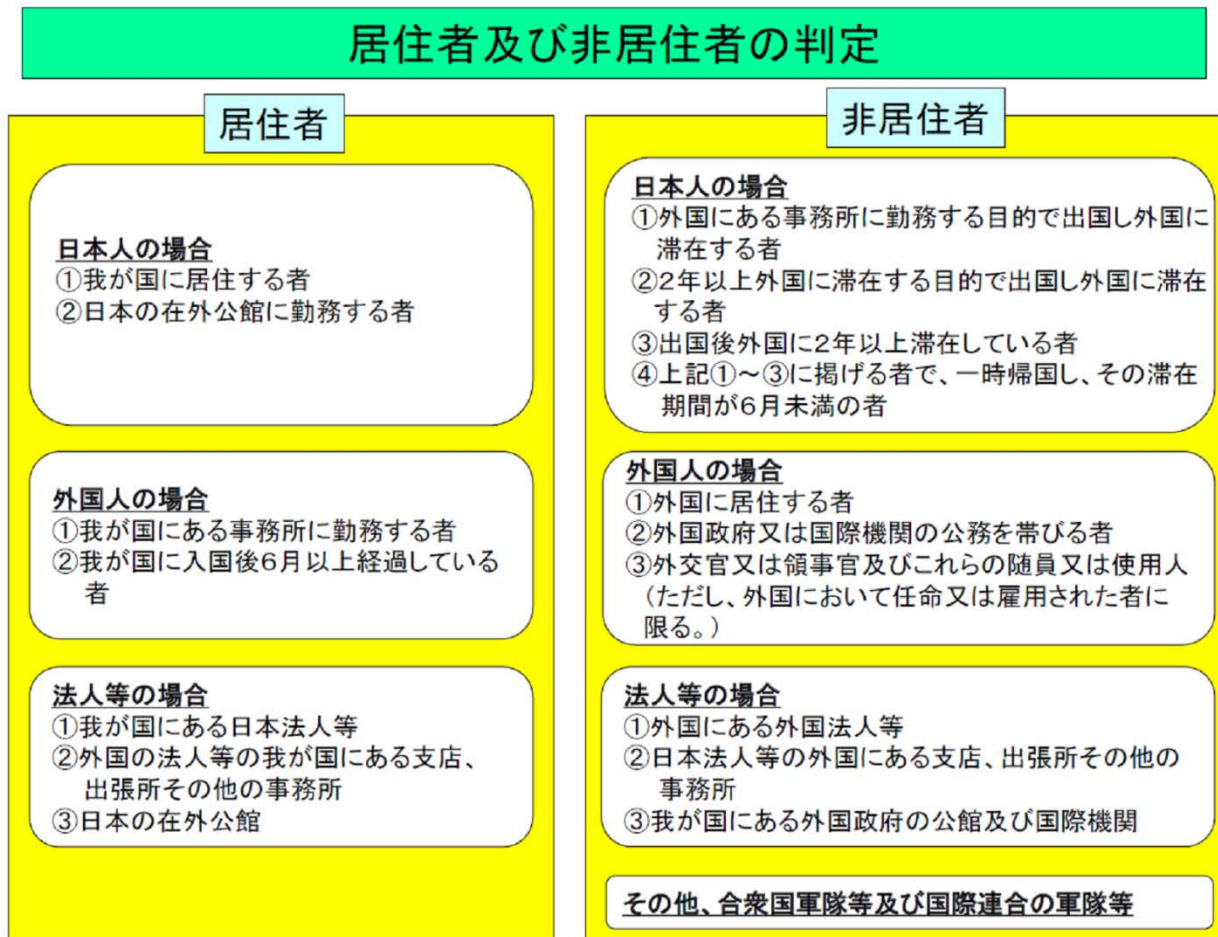 居住者及び非居住者の判定
居住者
日本人の場合
①我が国に居住する者
②日本の在外公館に勤務する者
外国人の場合
①我が国にある事務所に勤務する者
②我が国に入国後6月以上経過している
者
法人等の場合
①我が国にある日本法人等
②外国の法人等の我が国にある支店、
出張所その他の事務所
③日本の在外公館
非居住者
日本人の場合
①外国にある事務所に勤務する目的で出国し外国に
滞在する者
②2年以上外国に滞在する目的で出国し外国に滞在
する者
③出国後外国に2年以上滞在している者
④上記①～③に掲げる者で、一時帰国し、その滞在
期間が6月未満の者
外国人の場合
①外国に居住する者
②外国政府又は国際機関の公務を帯びる者
③外交官又は領事官及びこれらの随員又は使用人
(ただし、外国において任命又は雇用された者に
限る。)
法人等の場合
①外国にある外国法人等
②日本法人等の外国にある支店、出張所その他の
事務所
③我が国にある外国政府の公館及び国際機関
その他、合衆国軍隊等及び国際連合の軍隊等